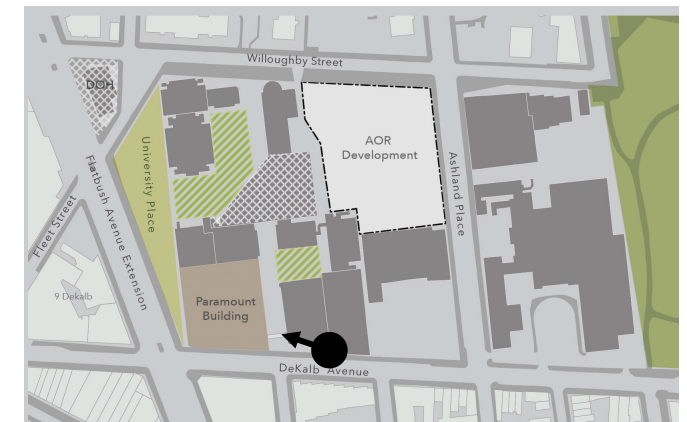 Willoughby Street
DOH
University Place
AOR
Development
Ashland Place
Flatbush Avenue Extension
Fleet Street
9 Dekalb
Paramount
Building
DeKalb Avenue